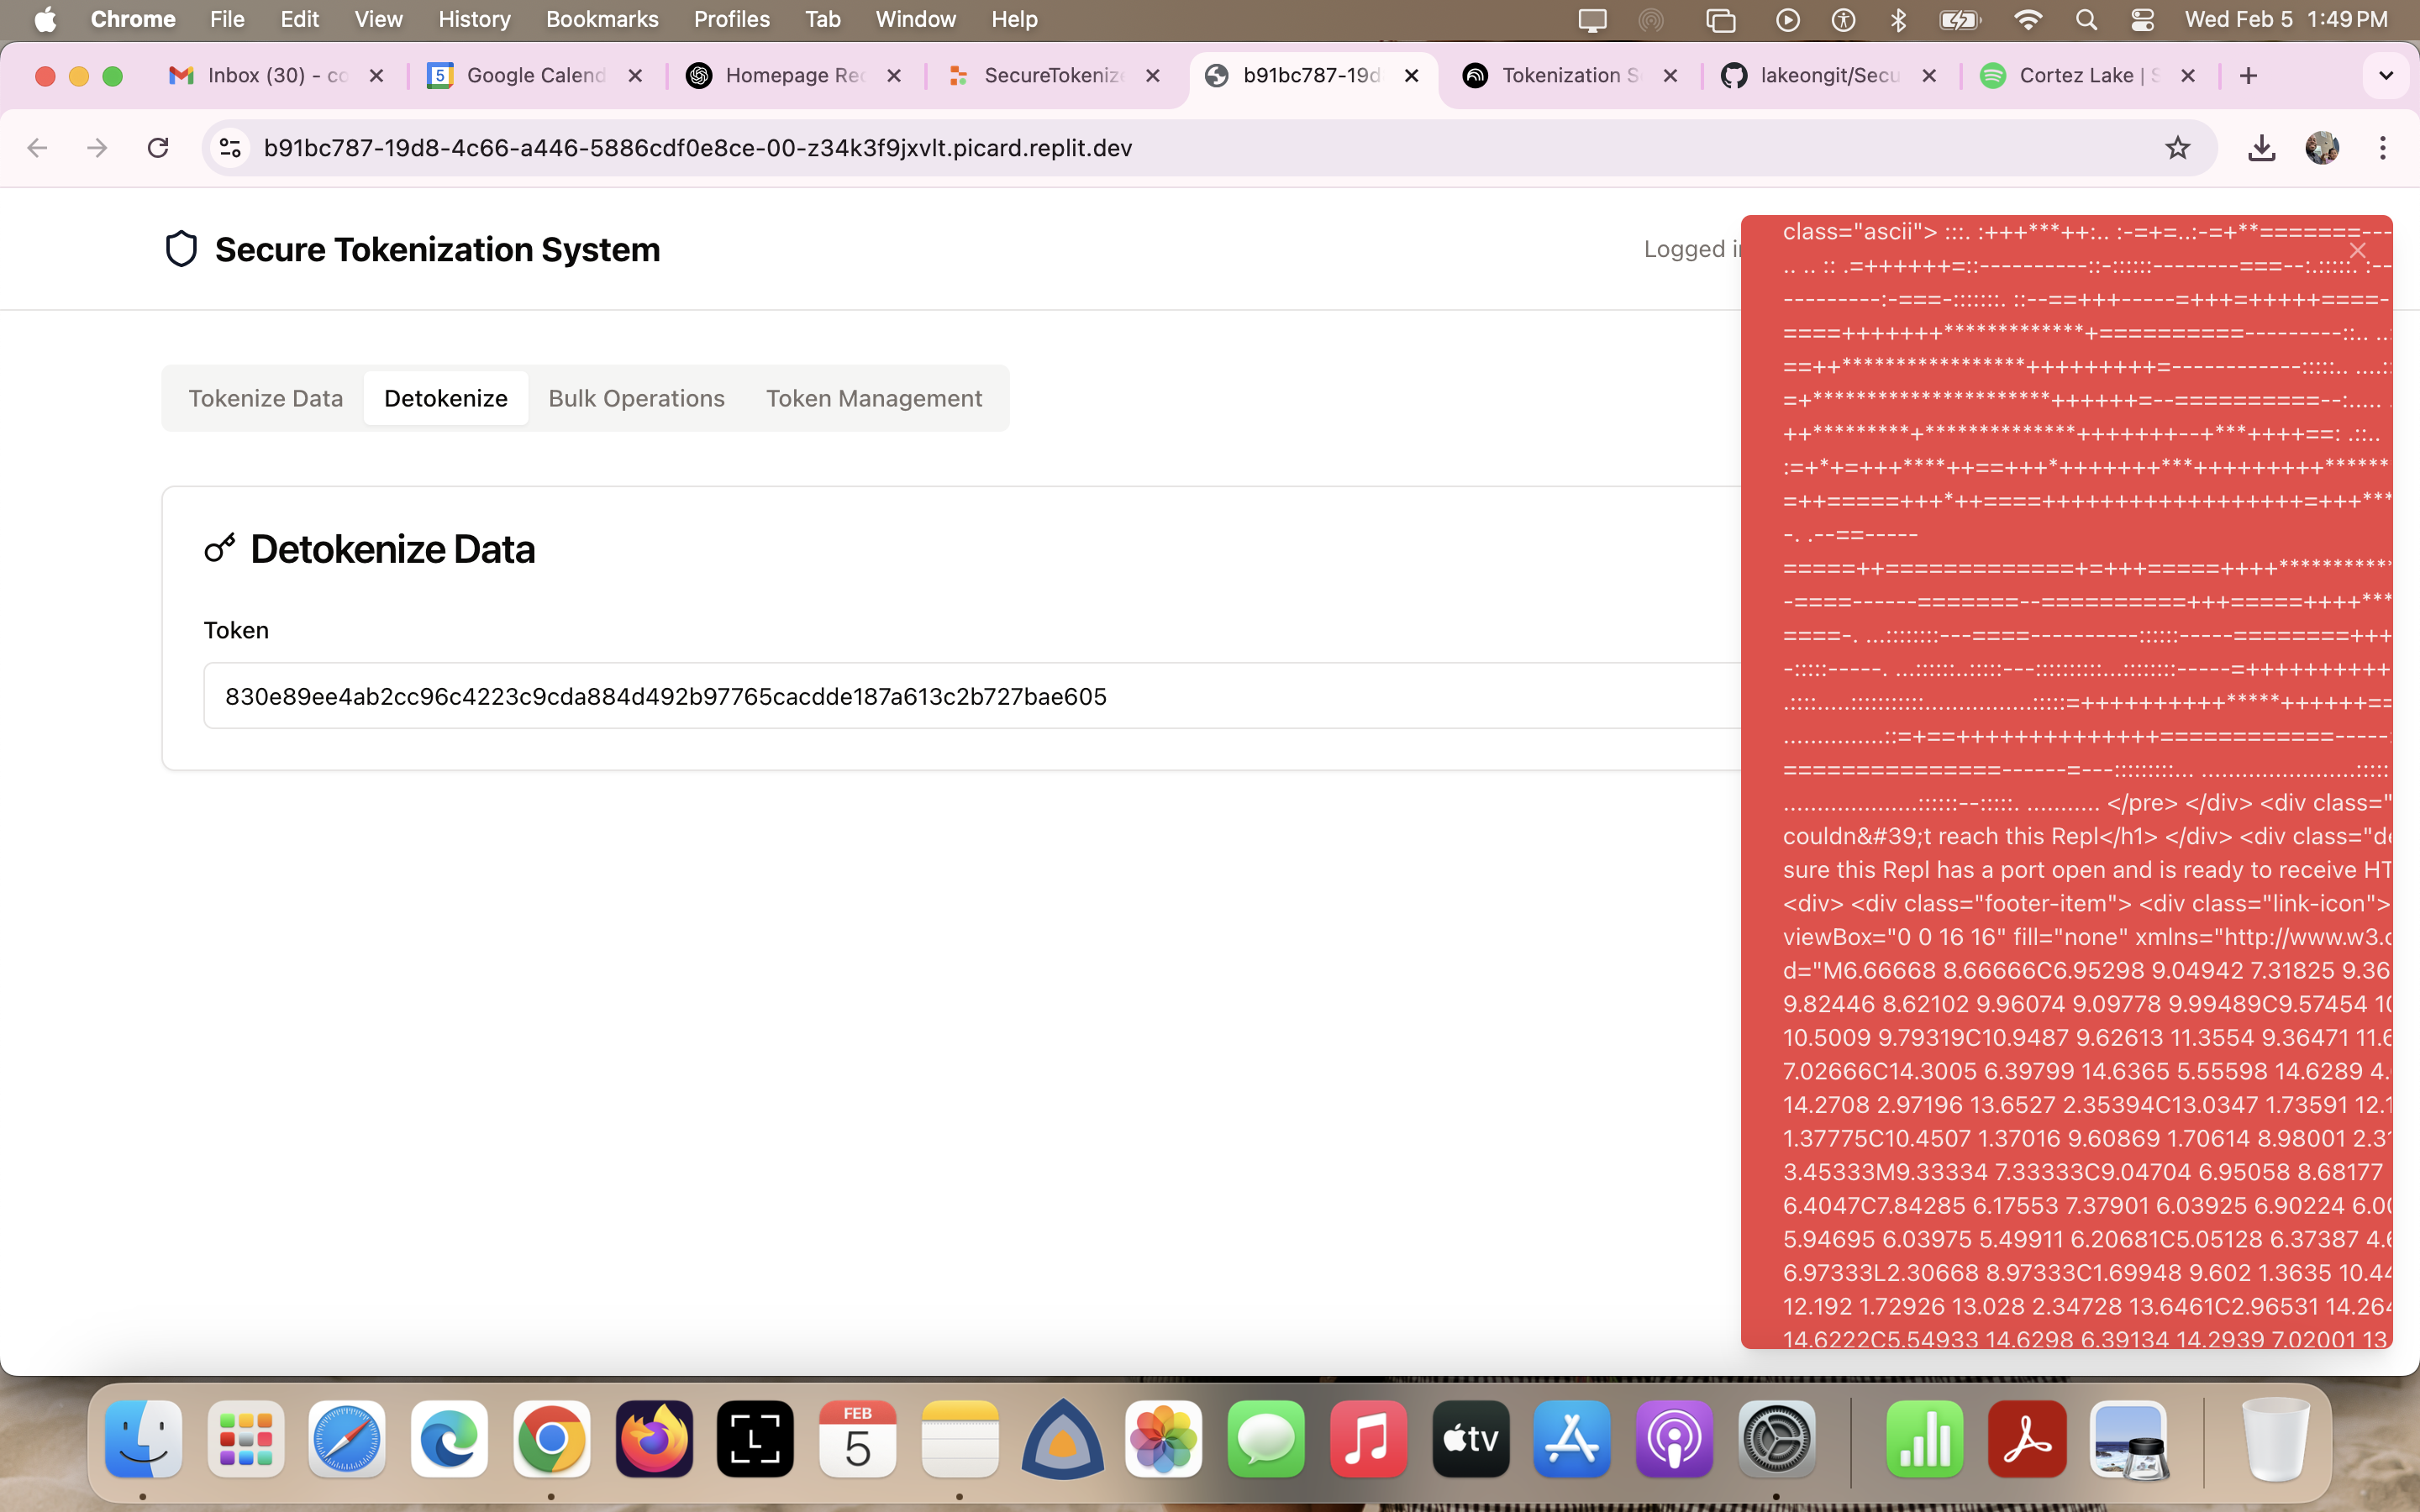 Chrome File Edit View History Bookmarks Profiles Tab Window Help Wed Feb 5 1:49 PM
Inbox (30) - co Google Calend Homepage Rec SecureTokenize b91bc787-19d Tokenization S lakeongit/Secu Cortez Lake | S
b91bc787-19d8-4c66-a446-5886cdf0e8ce-00-z34k3f9jxvlt.picard.replit.dev
Secure Tokenization System
Logged i
Tokenize Data Detokenize Bulk Operations Token Management
Detokenize Data
Token
830e89ee4ab2cc96c4223c9cda884d492b97765cacdde187a613c2b727bae605
class="ascii">
</pre> </div> <div class="
couldn&#39;t reach this Repl</h1> </div> <div class="de
sure this Repl has a port open and is ready to receive HT
<div> <div class="footer-item"> <div class="link-icon">
viewBox="0 0 16 16" fill="none" xmlns="http://www.w3.o
d="M6.66668 8.66666C6.95298 9.04942 7.31825 9.36
9.82446 8.62102 9.96074 9.09778 9.99489C9.57454 10
10.5009 9.79319C10.9487 9.62613 11.3554 9.36471 11.6
7.02666C14.3005 6.39799 14.6365 5.55598 14.6289 4.
14.2708 2.97196 13.6527 2.35394C13.0347 1.73591 12.1
1.37775C10.4507 1.37016 9.60869 1.70614 8.98001 2.31
3.45333M9.33334 7.33333C9.04704 6.95058 8.68177
6.4047C7.84285 6.17553 7.37901 6.03925 6.90224 6.00
5.94695 6.03975 5.49911 6.20681C5.05128 6.37387 4.6
6.97333L2.30668 8.97333C1.69948 9.602 1.3635 10.44
12.192 1.72926 13.028 2.34728 13.6461C2.96531 14.264
14.6222C5.54933 14.6298 6.39134 14.2939 7.02001 13
FEB
5
L
tv